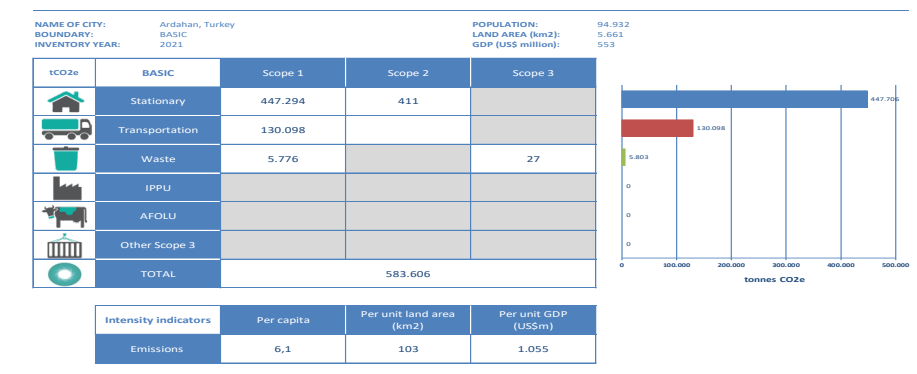 NAME OF CITY: Ardahan, Turkey POPULATION: 94.932
BOUNDARY: BASIC LAND AREA (km2): 5.661
INVENTORY YEAR: 2021 GDP (US$ million): 553
tCO2e BASIC Scope 1 Scope 2 Scope 3
Stationary 447.294 411
Transportation 130.098
Waste 5.776 27
IPPU
AFOLU
Other Scope 3
TOTAL 583.606
447.706
130.098
5.803
0
0
0
0 100.000 200.000 300.000 400.000 500.000
tonnes CO2e
Intensity indicators Per capita Per unit land area (km2) Per unit GDP (US$m)
Emissions 6,1 103 1.055